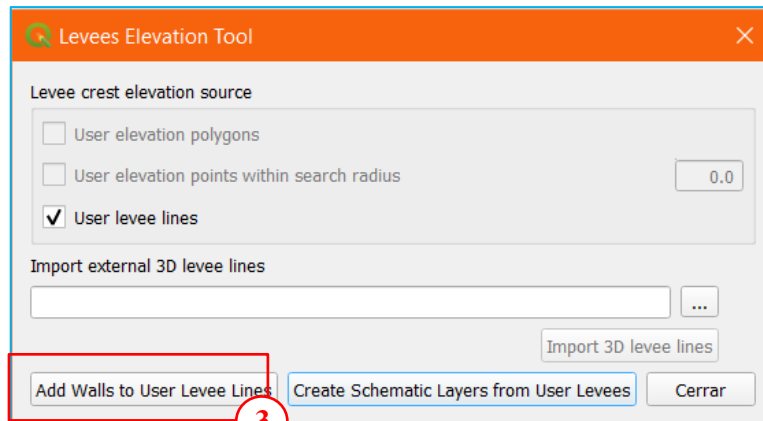 Levees Elevation Tool
Levee crest elevation source
User elevation polygons
User elevation points within search radius 0.0
User levee lines
Import external 3D levee lines
...
Import 3D levee lines
Add Walls to User Levee Lines Create Schematic Layers from User Levees Cerrar
3